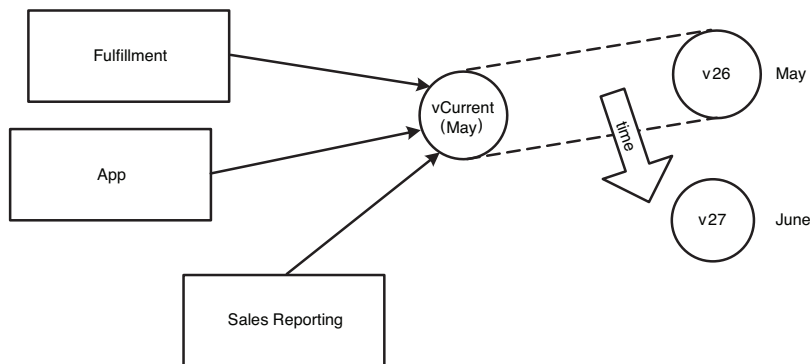 Fulfillment
App
Sales Reporting
vCurrent
(May)
time
v26
May
v27
June